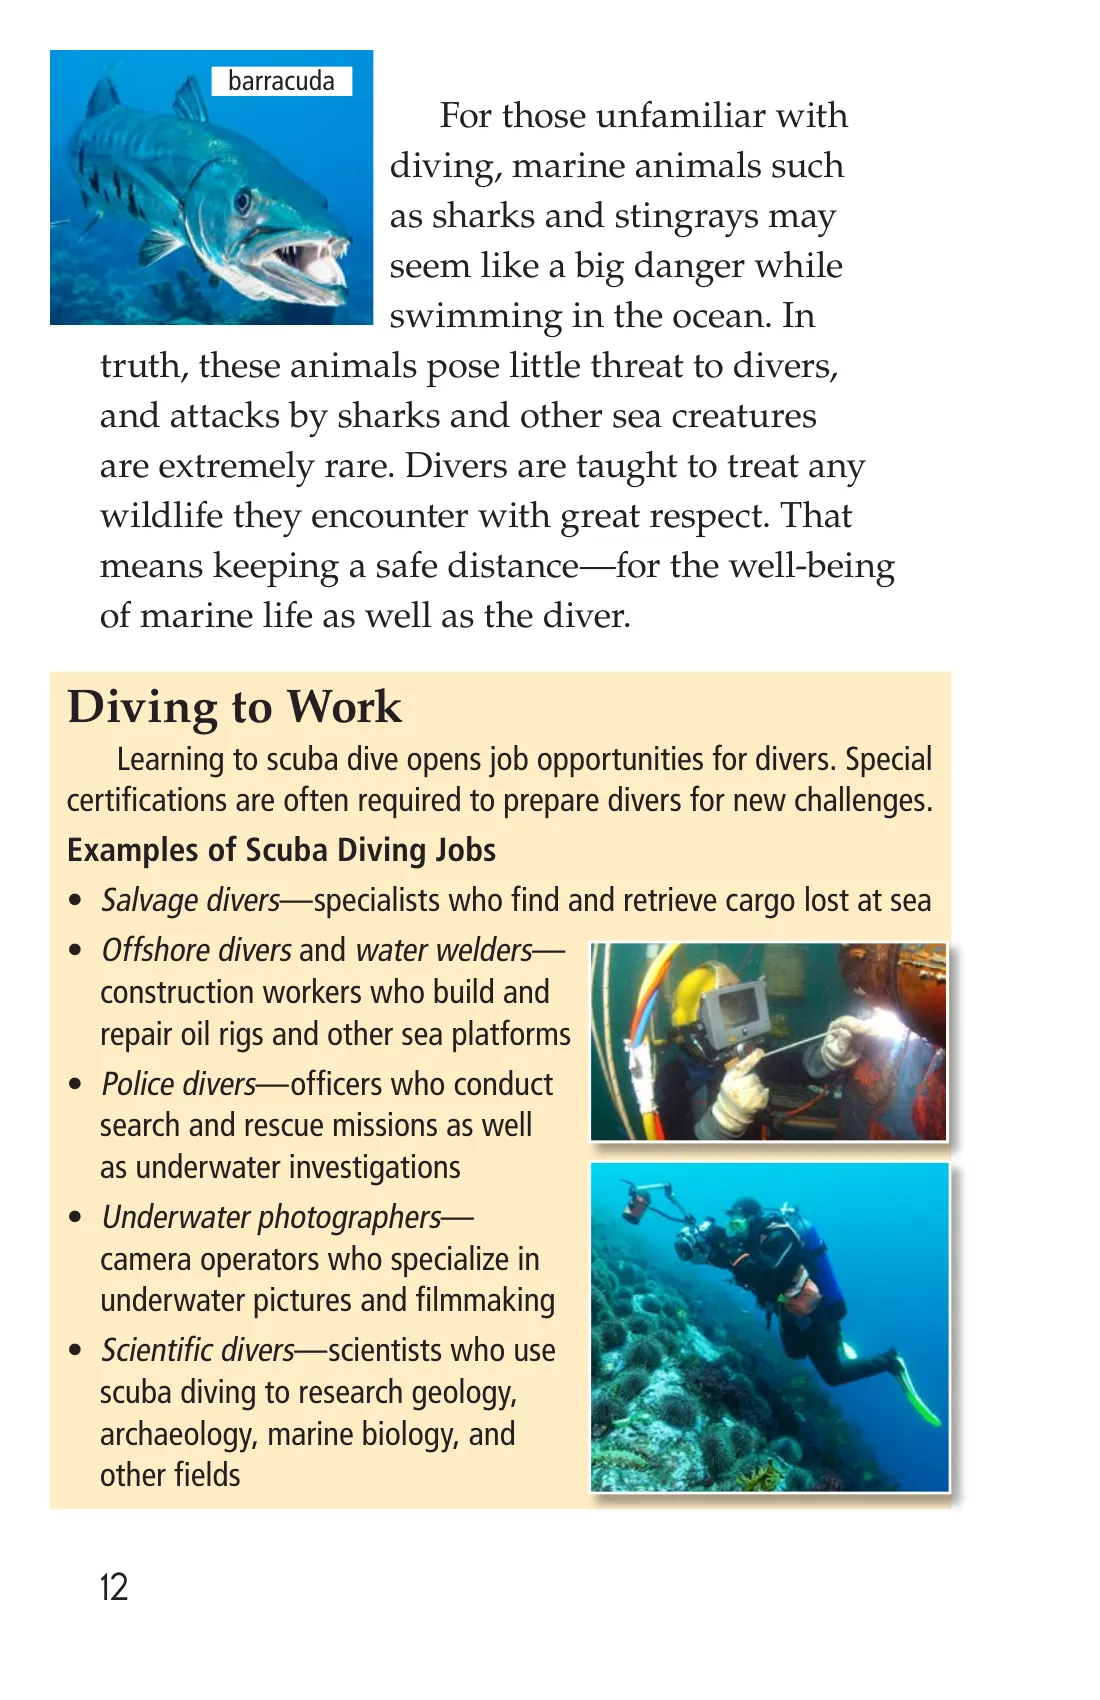 barracuda
For those unfamiliar with
diving, marine animals such
as sharks and stingrays may
seem like a big danger while
swimming in the ocean. In
truth, these animals pose little threat to divers,
and attacks by sharks and other sea creatures
are extremely rare. Divers are taught to treat any
wildlife they encounter with great respect. That
means keeping a safe distance—for the well-being
of marine life as well as the diver.
Diving to Work
Learning to scuba dive opens job opportunities for divers. Special
certifications are often required to prepare divers for new challenges.
Examples of Scuba Diving Jobs
• Salvage divers—specialists who find and retrieve cargo lost at sea
• Offshore divers and water welders—
construction workers who build and
repair oil rigs and other sea platforms
• Police divers—officers who conduct
search and rescue missions as well
as underwater investigations
• Underwater photographers—
camera operators who specialize in
underwater pictures and filmmaking
• Scientific divers—scientists who use
scuba diving to research geology,
archaeology, marine biology, and
other fields
12